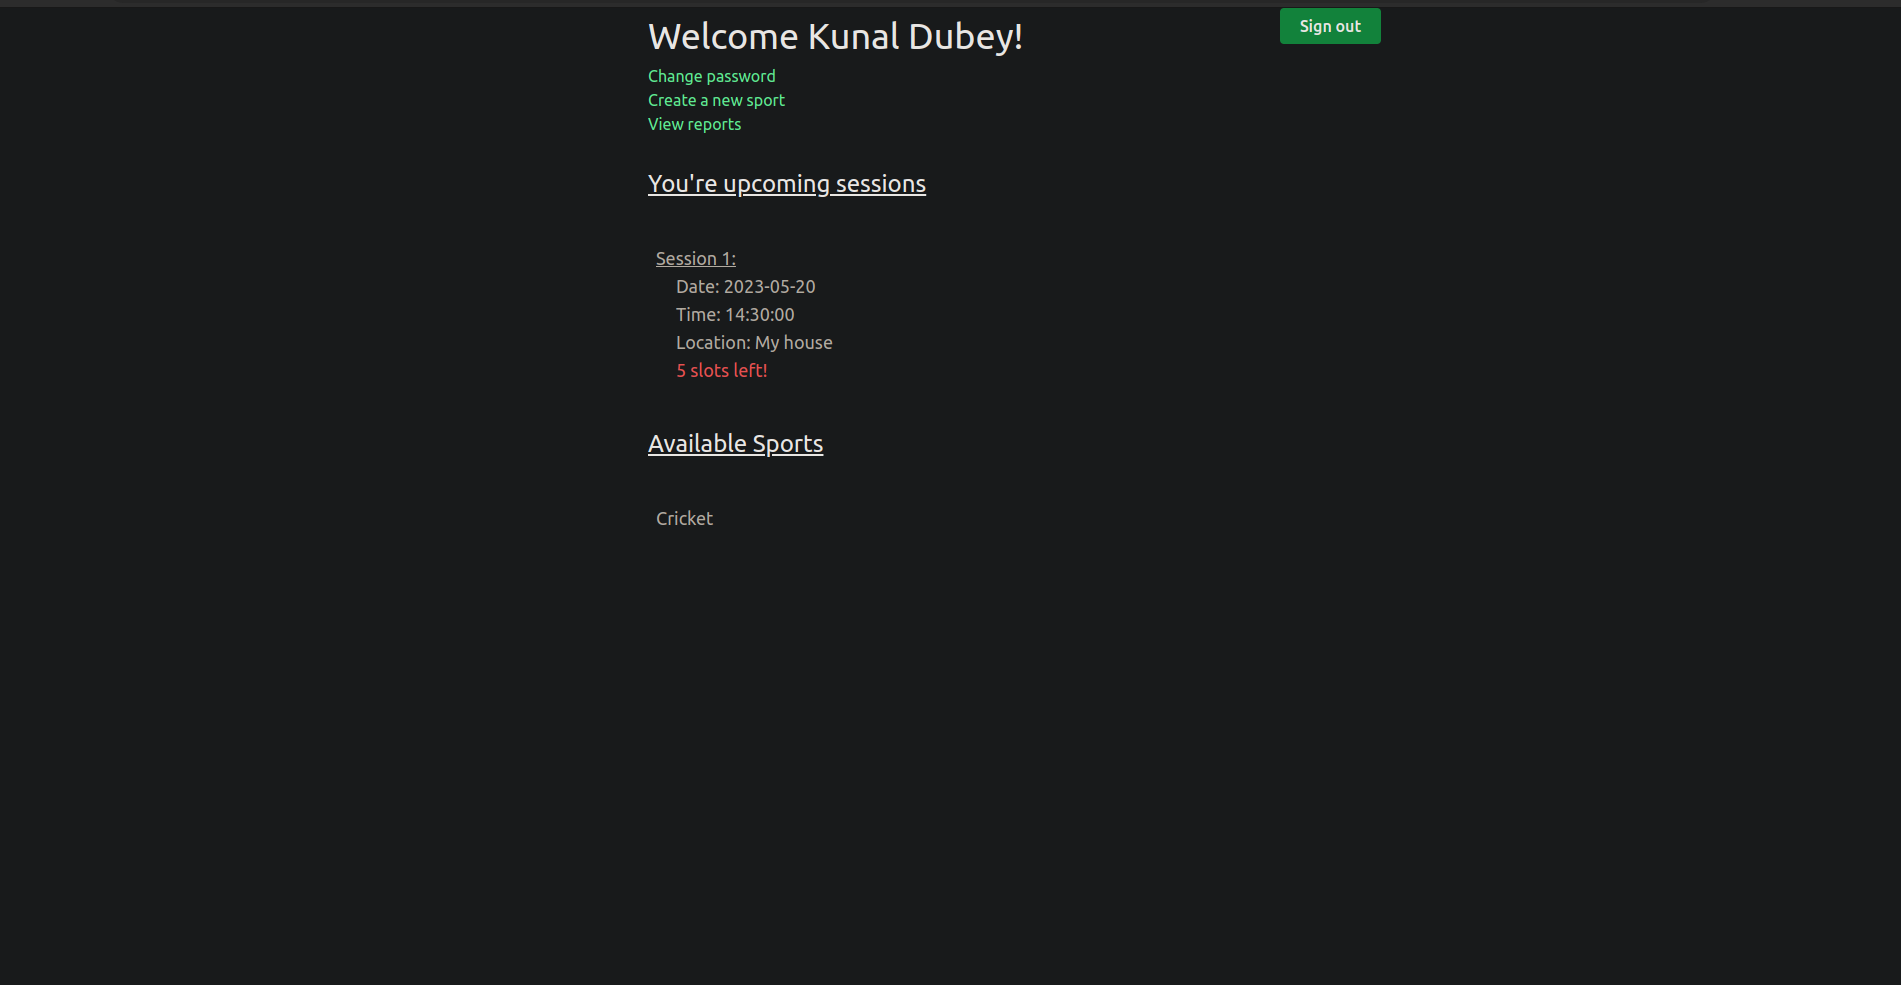 Welcome Kunal Dubey!
Sign out
Change password
Create a new sport
View reports
You're upcoming sessions
Session 1:
Date: 2023-05-20
Time: 14:30:00
Location: My house
5 slots left!
Available Sports
Cricket